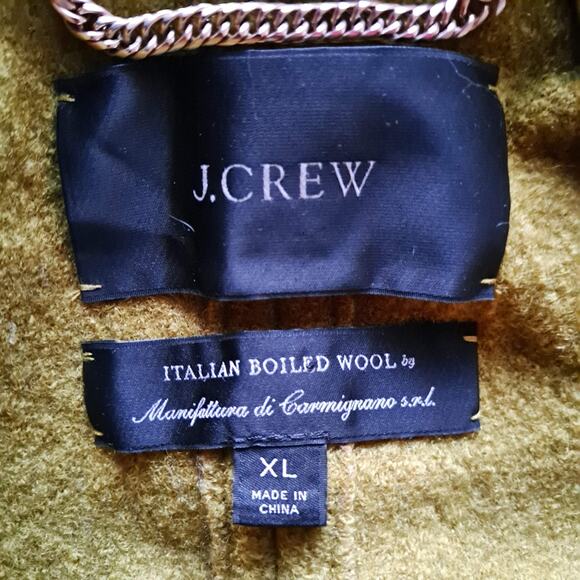 J.CREW
ITALIAN BOILED WOOL by
Manifattura di Carmignano s.r.l.
XL
MADE IN
CHINA